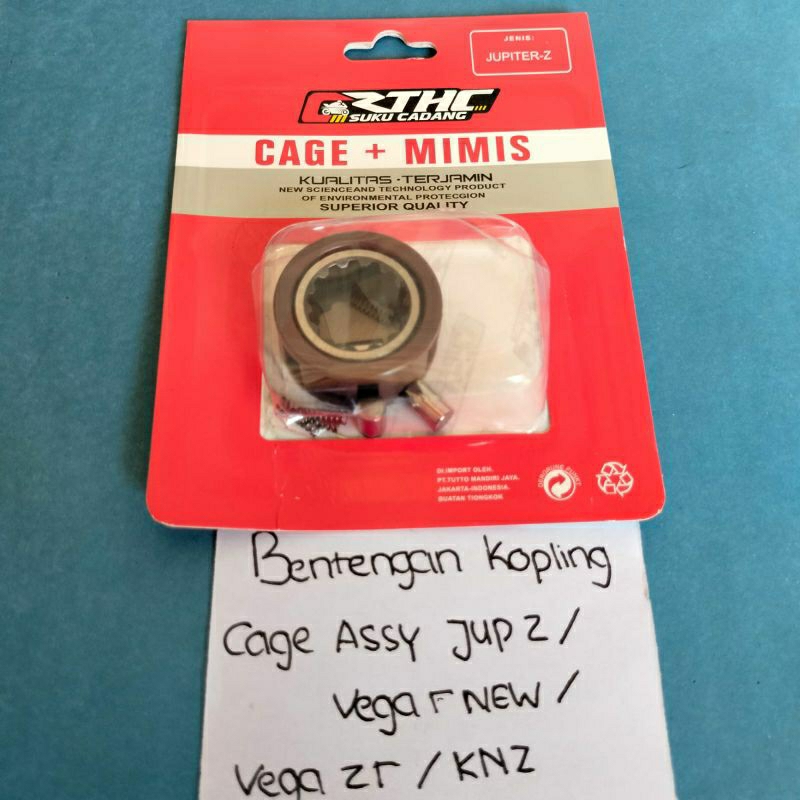 JENIS:
JUPITER-Z
RTHC
SUKU CADANG
CAGE + MIMIS
KUALITAS - TERJAMIN
NEW SCIENCEAND TECHNOLOGY PRODUCT
OF ENVIRONMENTAL PROTECGION
SUPERIOR QUALITY
DI.IMPORT OLEH.
PT.TUTTO MANDIRI JAYA.
JAKARTA-INDONESIA.
BUATAN TIONGKOK
Bentengan Kopling
Cage ASSY JUP Z /
Vega r NEW /
Vega Zr / KNZ